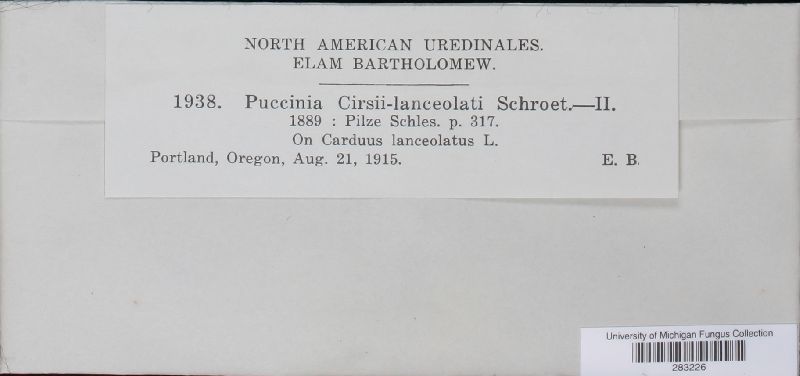 NORTH AMERICAN UREDINALES.
ELAM BARTHOLOMEW.
1938. Puccinia Cirsii-lanceolati Schroet.—II.
1889 : Pilze Schles. p. 317.
On Carduus lanceolatus L.
Portland, Oregon, Aug. 21, 1915. E. B.
University of Michigan Fungus Collection
283226